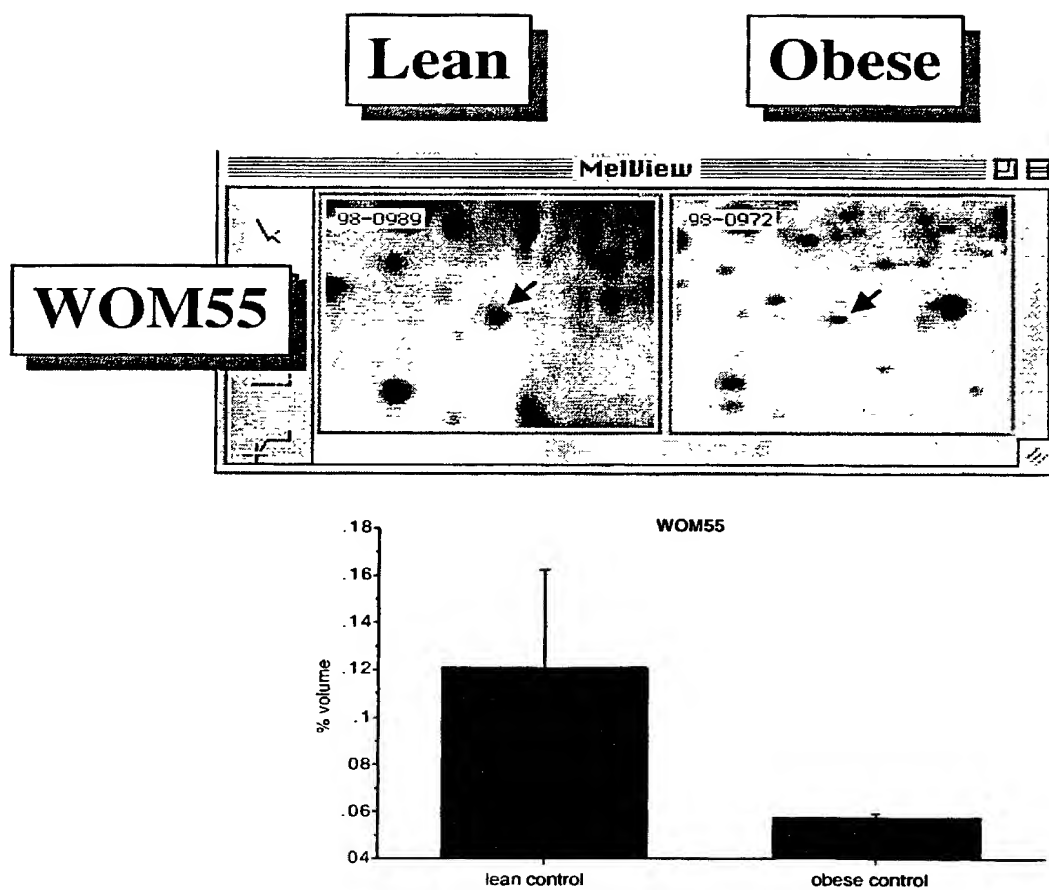 Lean
Obese
MelView
98-0989
98-0972
WOM55
WOM55
.18
.16
.14
.12
.1
08
.06
04
% volume
lean control
obese control